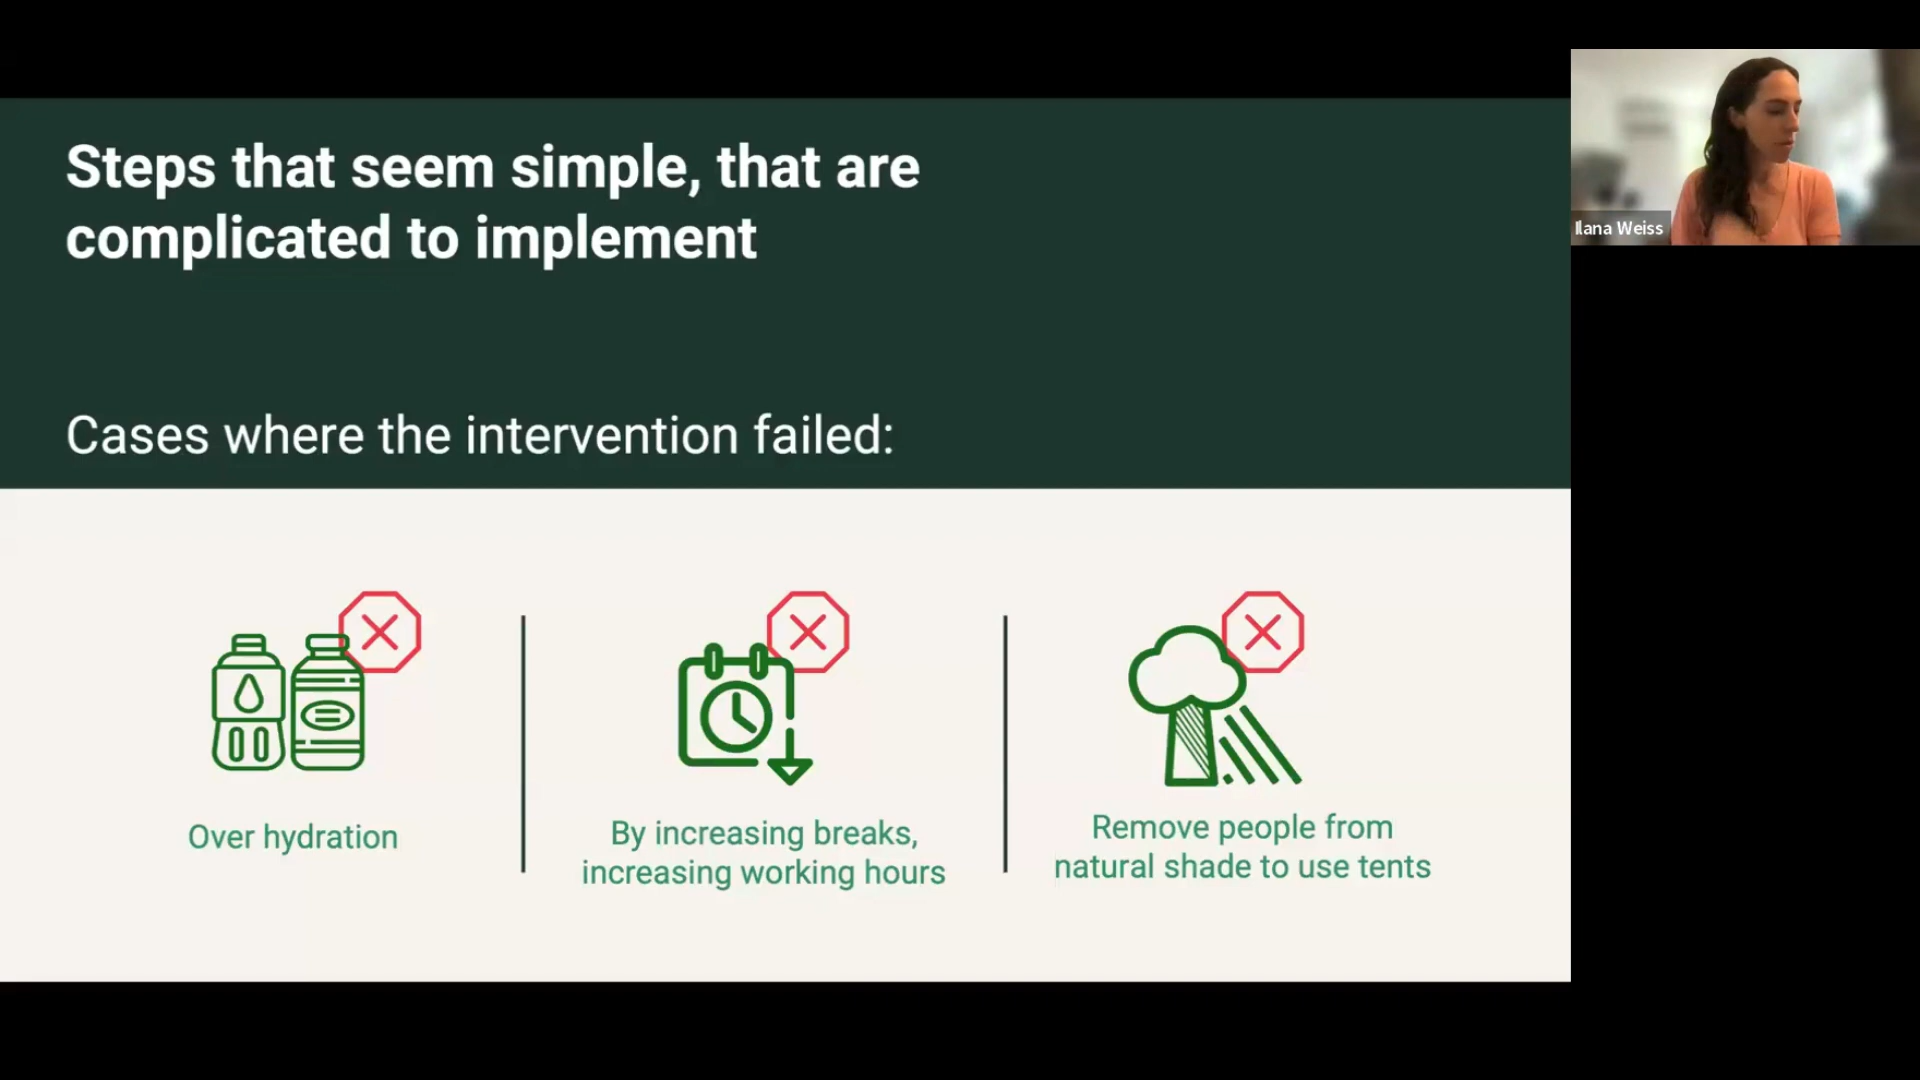 Steps that seem simple, that are
complicated to implement
Cases where the intervention failed:
Over hydration
By increasing breaks,
increasing working hours
Remove people from
natural shade to use tents
Ilana Weiss